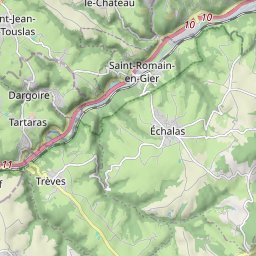 le-Château
nt-Jean-
Touslas
10
10
Saint-Romain-
en-Gier
Dargoire
Tartaras
Échalas
11
f
Trèves